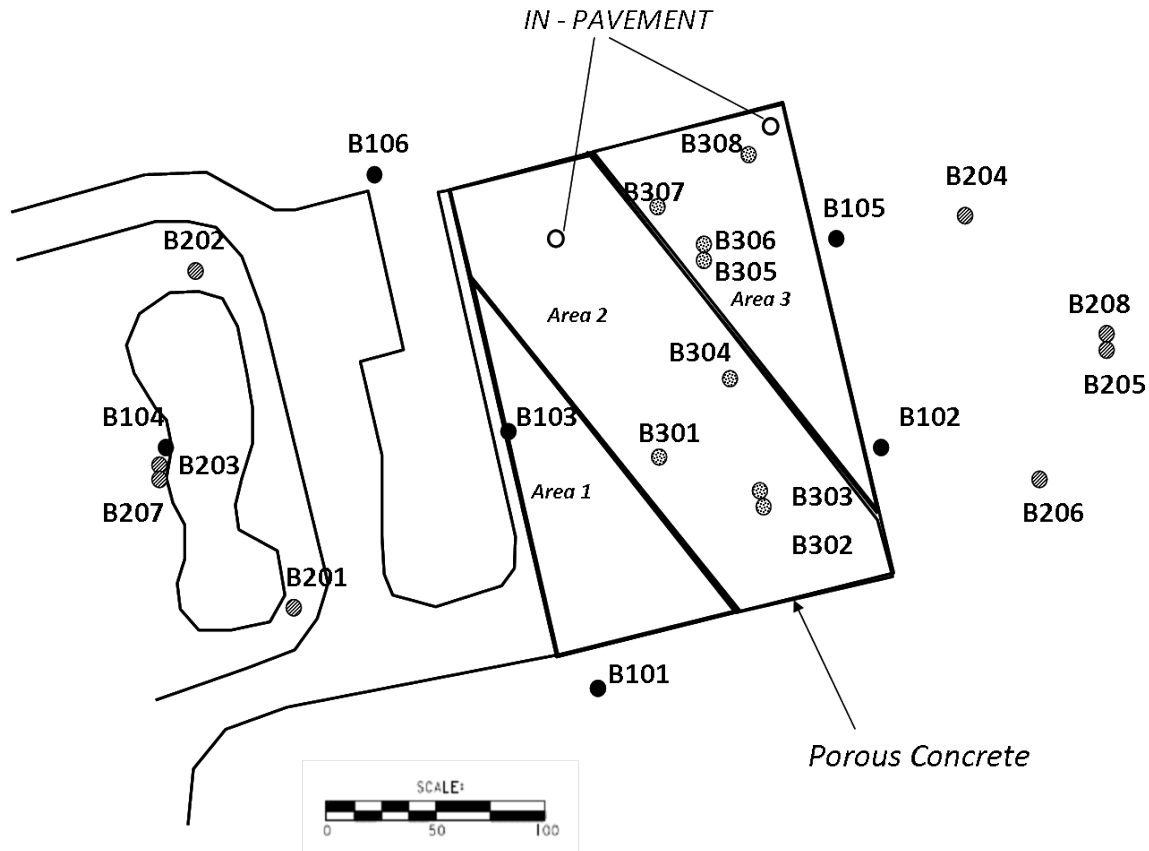 IN - PAVEMENT
B106
B308
B204
B307
B105
B202
B306
B305
Area 3
B208
Area 2
B304
B205
B104
B103
B102
B301
B203
Area 1
B303
B207
B206
B302
B201
B101
Porous Concrete
SCALE:
0 50 100